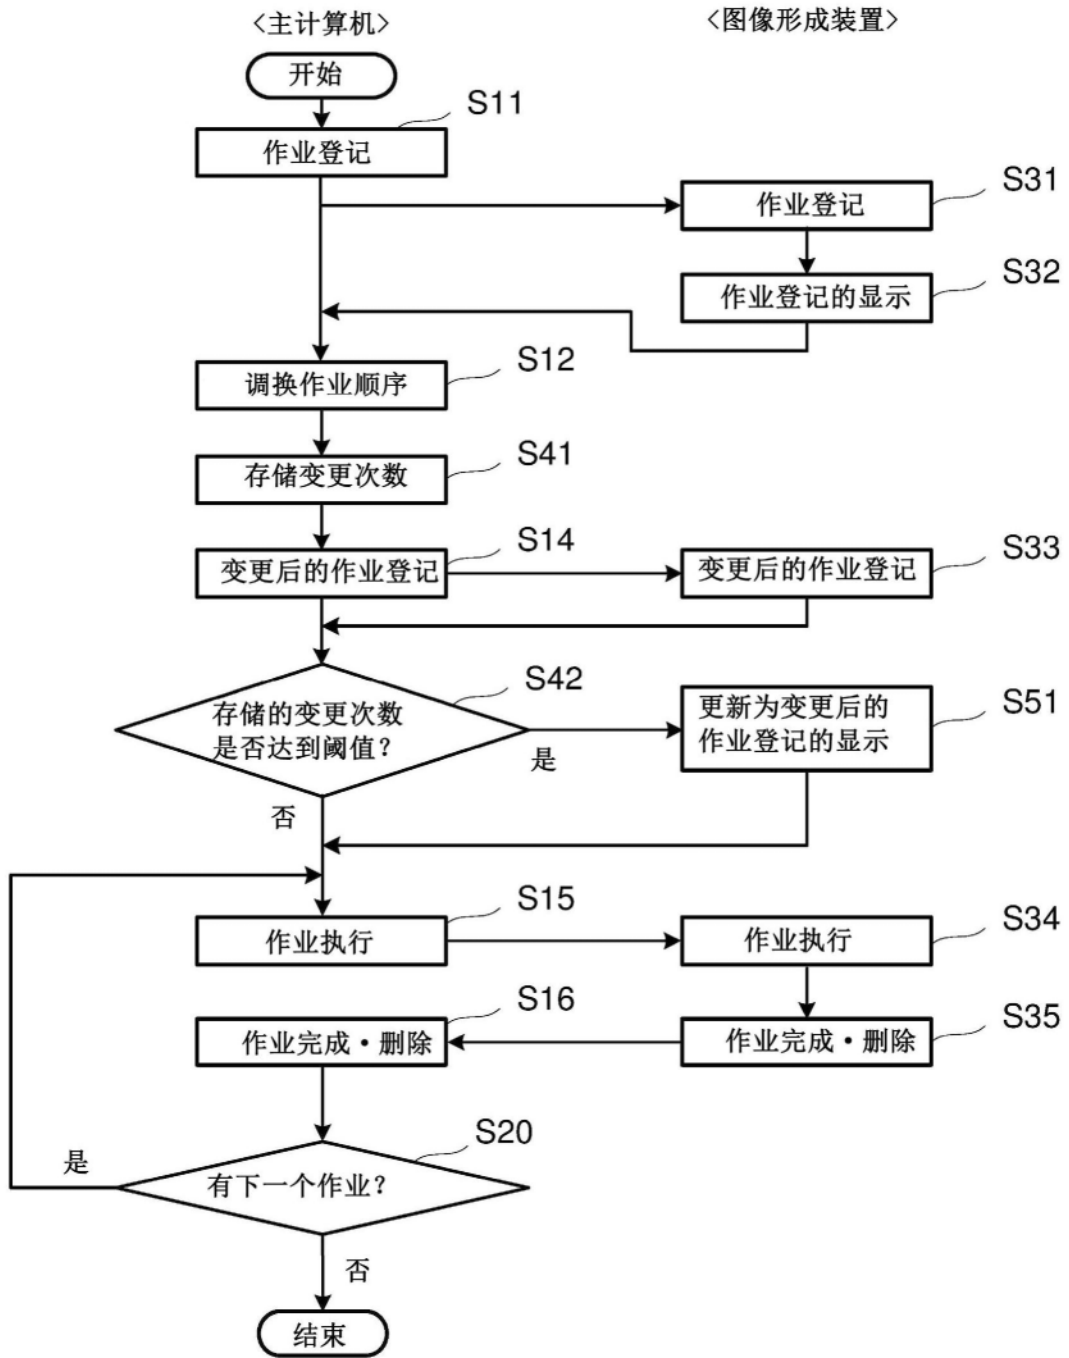 <主计算机>
<图像形成装置>
开始
S11
作业登记
S31
作业登记
S32
作业登记的显示
S12
调换作业顺序
S41
存储变更次数
S14
变更后的作业登记
S33
变更后的作业登记
S42
存储的变更次数
是否达到阈值?
是
S51
更新为变更后的
作业登记的显示
否
S15
作业执行
S34
作业执行
S16
作业完成·删除
S35
作业完成·删除
S20
有下一个作业?
是
否
结束